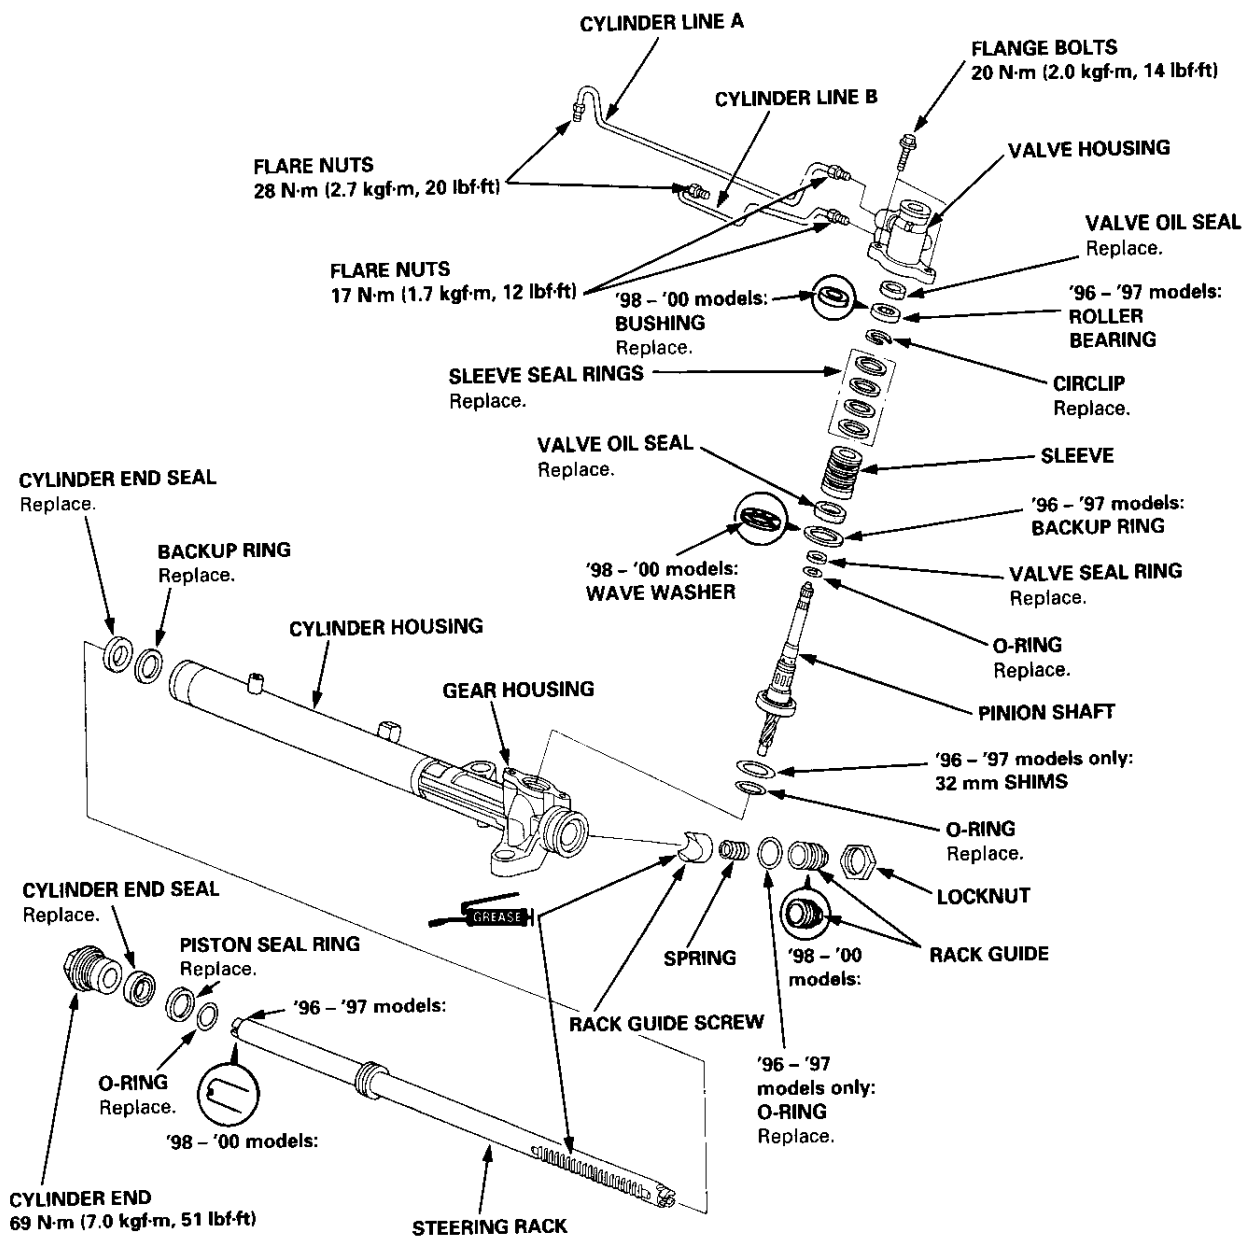 CYLINDER LINE A
FLANGE BOLTS
20 N·m (2.0 kgf·m, 14 lbf·ft)
CYLINDER LINE B
VALVE HOUSING
FLARE NUTS
28 N·m (2.7 kgf·m, 20 lbf·ft)
VALVE OIL SEAL
Replace.
FLARE NUTS
17 N·m (1.7 kgf·m, 12 lbf·ft)
'98 – '00 models:
BUSHING
Replace.
'96 – '97 models:
ROLLER
BEARING
SLEEVE SEAL RINGS
Replace.
CIRCLIP
Replace.
VALVE OIL SEAL
Replace.
SLEEVE
CYLINDER END SEAL
Replace.
'96 – '97 models:
BACKUP RING
BACKUP RING
Replace.
'98 – '00 models:
WAVE WASHER
VALVE SEAL RING
Replace.
CYLINDER HOUSING
O-RING
Replace.
GEAR HOUSING
PINION SHAFT
'96 – '97 models only:
32 mm SHIMS
O-RING
Replace.
CYLINDER END SEAL
Replace.
LOCKNUT
GREASE
PISTON SEAL RING
Replace.
SPRING
'98 – '00
models:
RACK GUIDE
'96 – '97 models:
RACK GUIDE SCREW
O-RING
Replace.
'96 – '97
models only:
O-RING
Replace.
'98 – '00 models:
CYLINDER END
69 N·m (7.0 kgf·m, 51 lbf·ft)
STEERING RACK